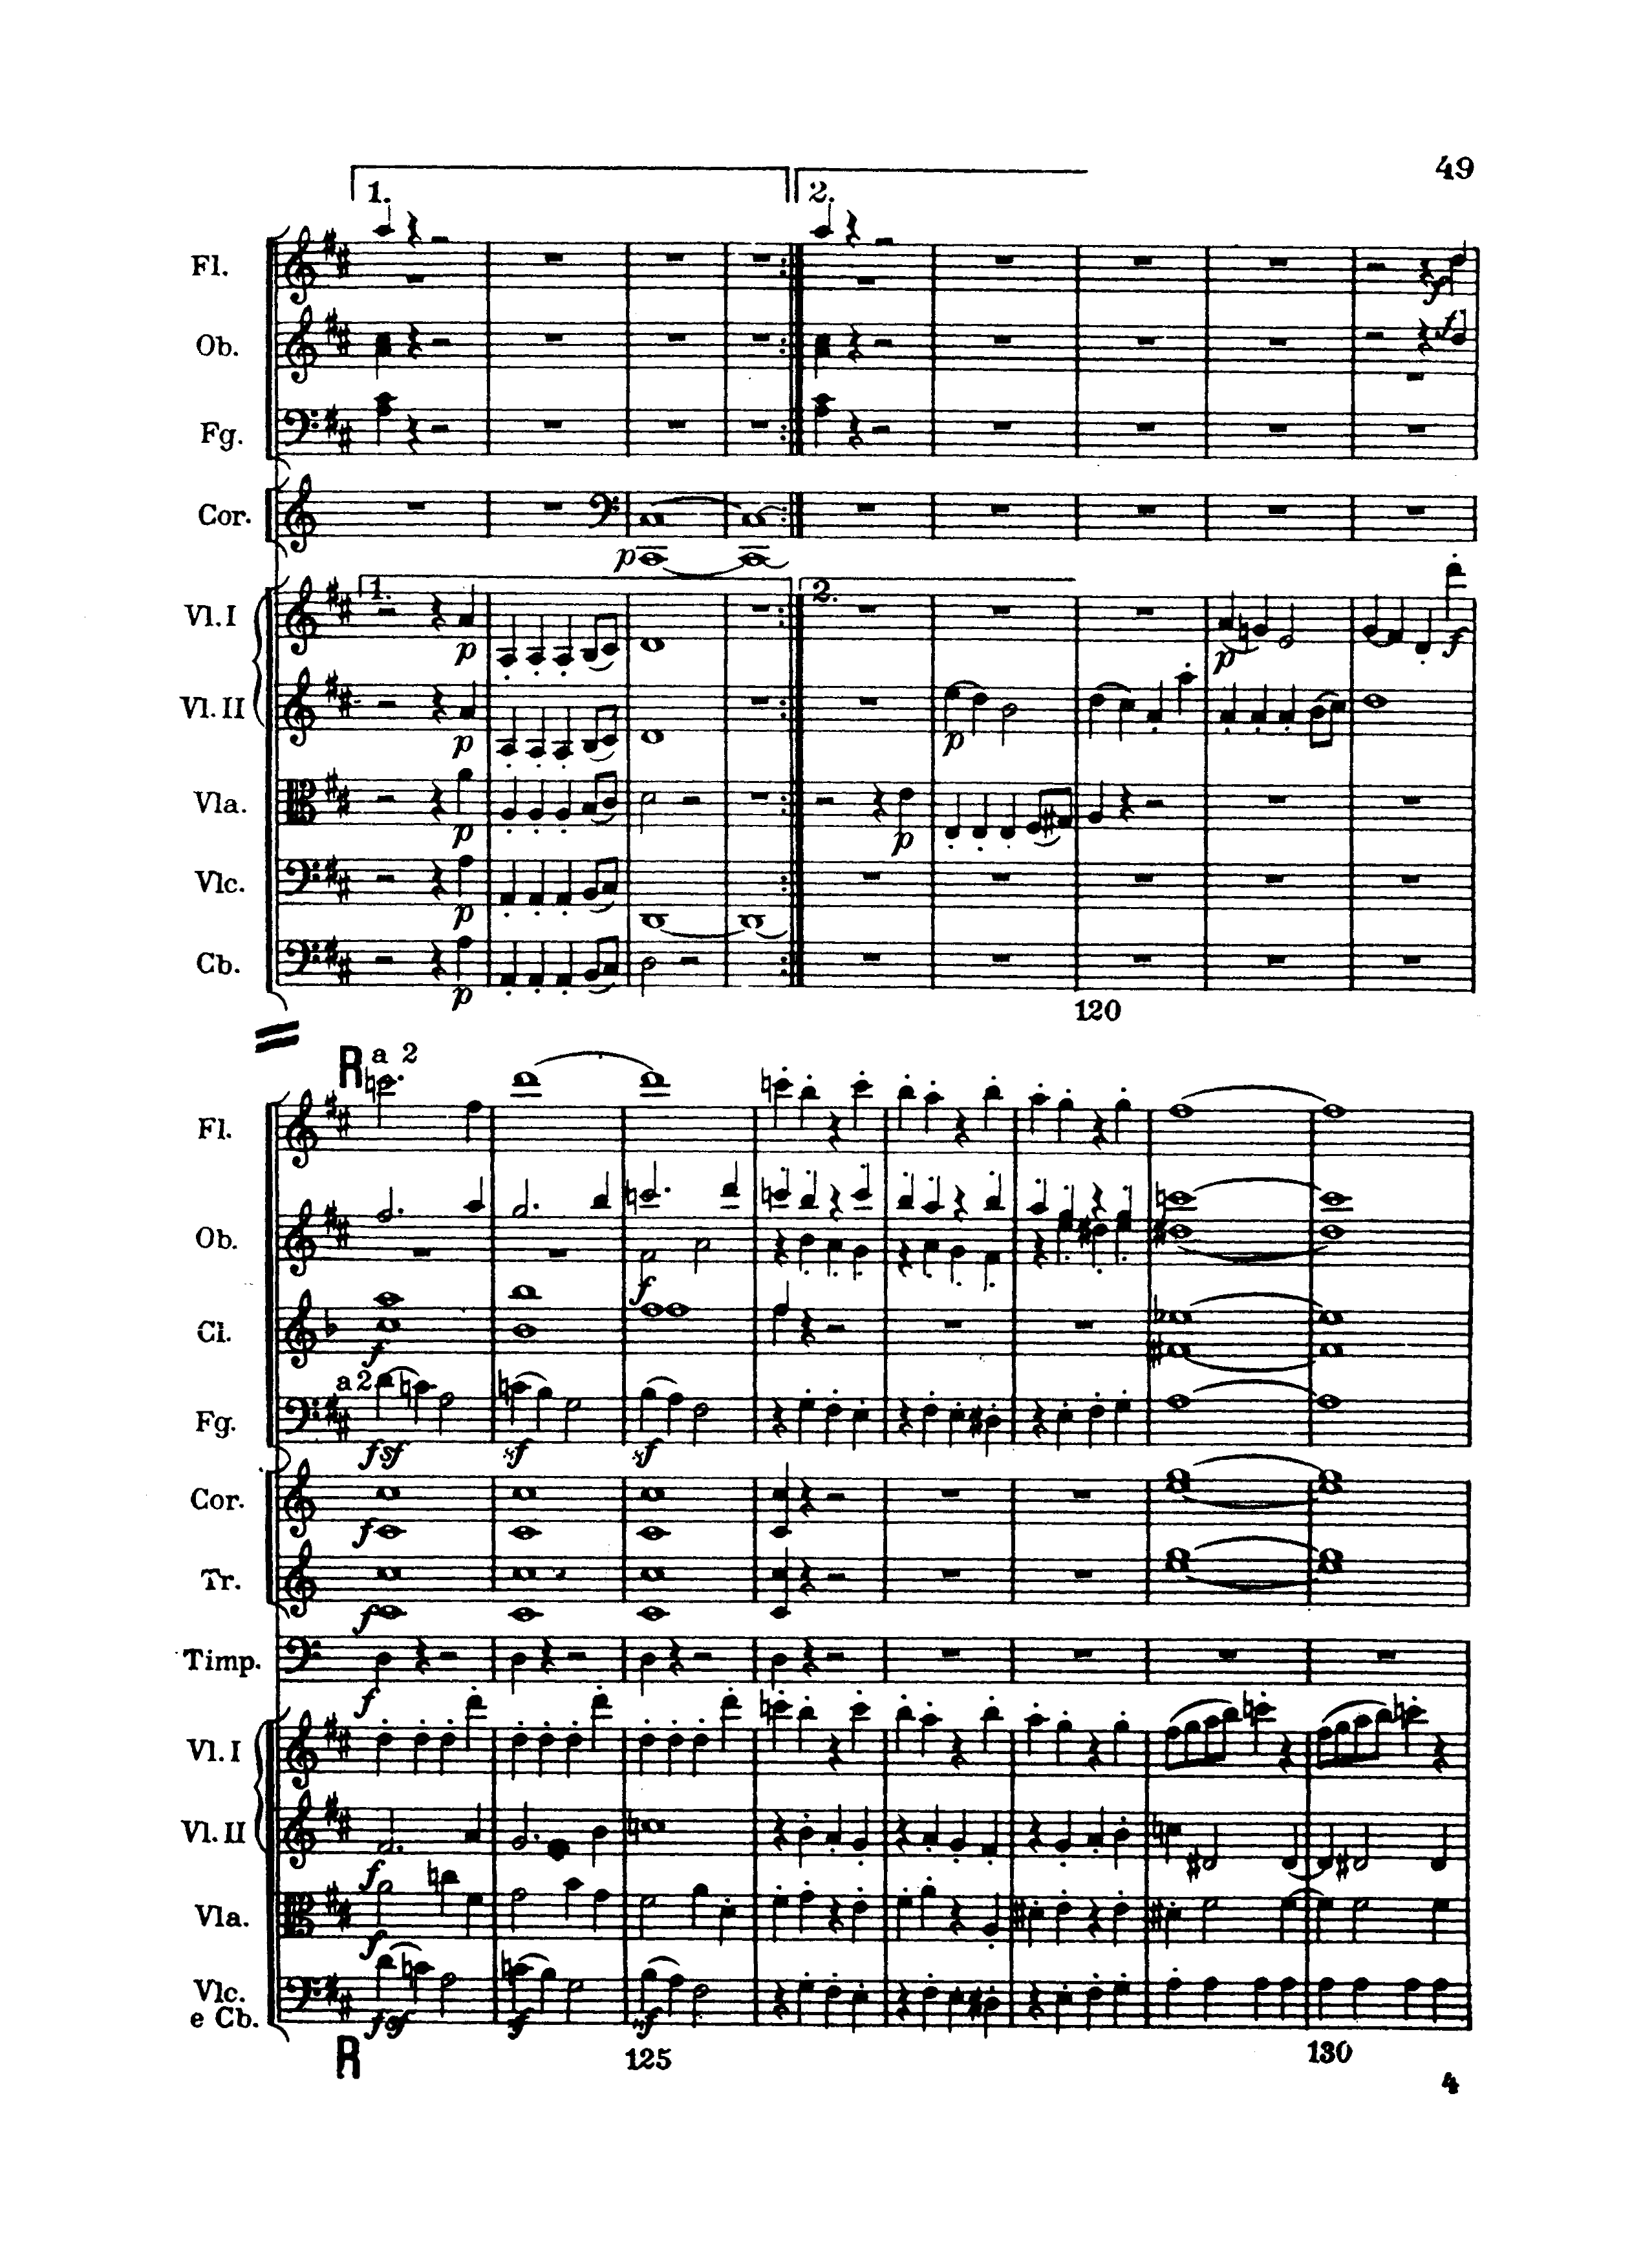 49
1. 2.
Fl.
f
Ob.
f
Fg.
Cor.
p
1. 2.
Vl. I
p p f
Vl. II
p p
Vla.
p p
Vlc.
p
Cb.
p
120
R a 2
Fl.
Ob.
f
Cl.
f
a 2
Fg.
fsf sf sf
Cor.
f
Tr.
f
Timp.
f
Vl. I
Vl. II
f
Vla.
f
Vlc.
e Cb.
fsf sf sf
R 125 130
4